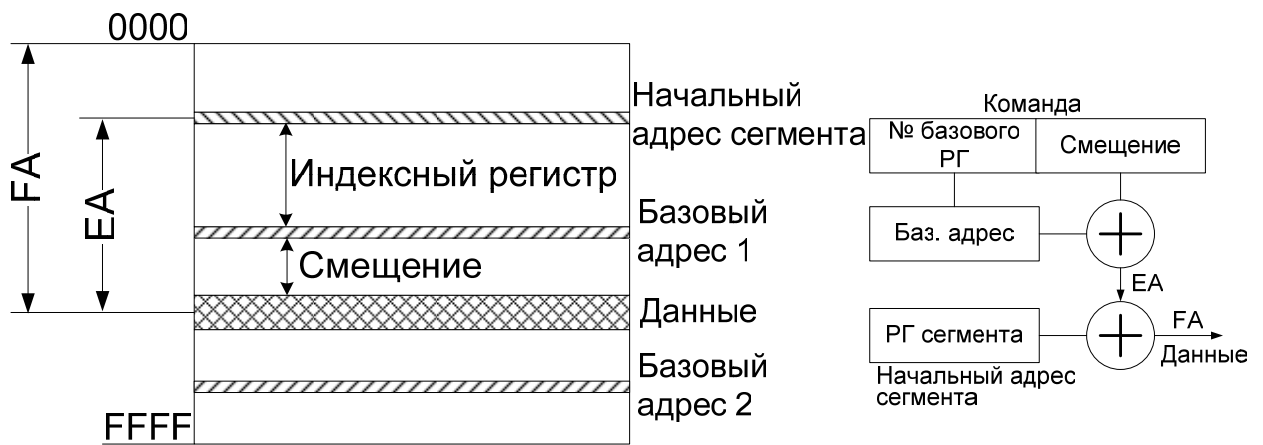 0000
FA
EA
Индексный регистр
Смещение
FFFF
Начальный
адрес сегмента
Базовый
адрес 1
Данные
Базовый
адрес 2
Команда
№ базового
РГ
Смещение
Баз. адрес
EA
РГ сегмента
FA
Данные
Начальный адрес
сегмента